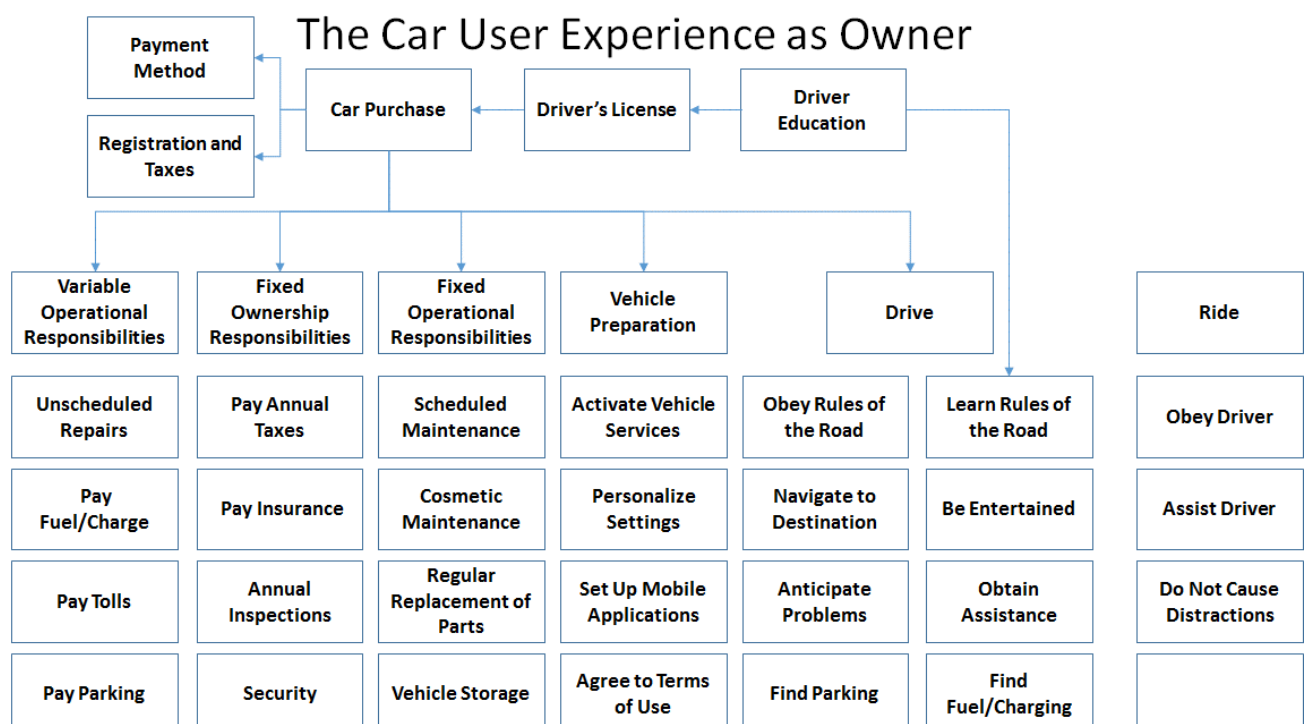 The Car User Experience as Owner
Payment
Method
Car Purchase
Driver's License
Driver
Education
Registration and
Taxes
Variable
Operational
Responsibilities
Fixed
Ownership
Responsibilities
Fixed
Operational
Responsibilities
Vehicle
Preparation
Drive
Ride
Unscheduled
Repairs
Pay Annual
Taxes
Scheduled
Maintenance
Activate Vehicle
Services
Obey Rules of
the Road
Learn Rules of
the Road
Obey Driver
Pay
Fuel/Charge
Pay Insurance
Cosmetic
Maintenance
Personalize
Settings
Navigate to
Destination
Be Entertained
Assist Driver
Pay Tolls
Annual
Inspections
Regular
Replacement of
Parts
Set Up Mobile
Applications
Anticipate
Problems
Obtain
Assistance
Do Not Cause
Distractions
Pay Parking
Security
Vehicle Storage
Agree to Terms
of Use
Find Parking
Find
Fuel/Charging